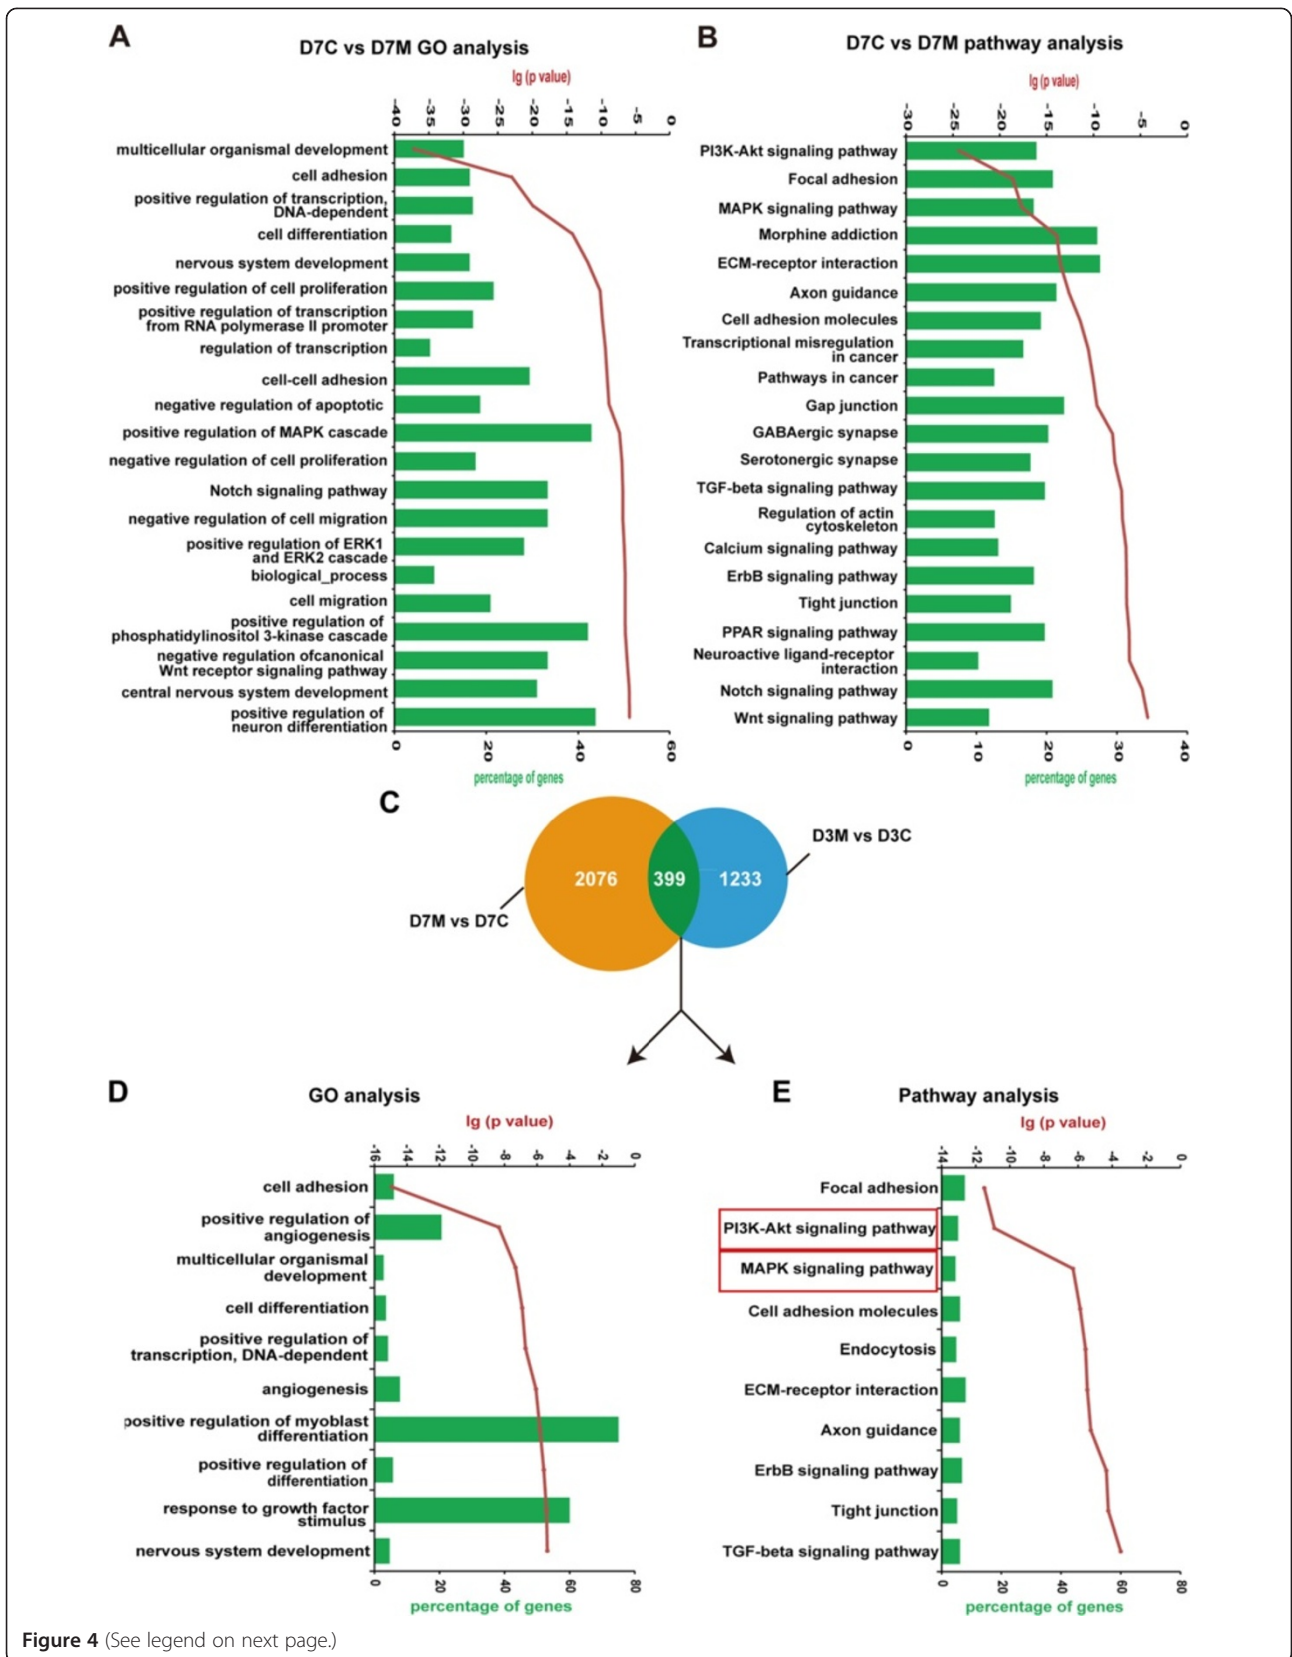 A
D7C vs D7M GO analysis
lg (p value)
-40 -35 -30 -25 -20 -15 -10 -5 0
multicellular organismal development
cell adhesion
positive regulation of transcription,
DNA-dependent
cell differentiation
nervous system development
positive regulation of cell proliferation
positive regulation of transcription
from RNA polymerase II promoter
regulation of transcription
cell-cell adhesion
negative regulation of apoptotic
positive regulation of MAPK cascade
negative regulation of cell proliferation
Notch signaling pathway
negative regulation of cell migration
positive regulation of ERK1
and ERK2 cascade
biological_process
cell migration
positive regulation of
phosphatidylinositol 3-kinase cascade
negative regulation ofcanonical
Wnt receptor signaling pathway
central nervous system development
positive regulation of
neuron differentiation
0 20 40 60
percentage of genes
B
D7C vs D7M pathway analysis
lg (p value)
-30 -25 -20 -15 -10 -5 0
PI3K-Akt signaling pathway
Focal adhesion
MAPK signaling pathway
Morphine addiction
ECM-receptor interaction
Axon guidance
Cell adhesion molecules
Transcriptional misregulation
in cancer
Pathways in cancer
Gap junction
GABAergic synapse
Serotonergic synapse
TGF-beta signaling pathway
Regulation of actin
cytoskeleton
Calcium signaling pathway
ErbB signaling pathway
Tight junction
PPAR signaling pathway
Neuroactive ligand-receptor
interaction
Notch signaling pathway
Wnt signaling pathway
0 10 20 30 40
percentage of genes
C
D3M vs D3C
2076 399 1233
D7M vs D7C
D
GO analysis
lg (p value)
-16 -14 -12 -10 -8 -6 -4 -2 0
cell adhesion
positive regulation of
angiogenesis
multicellular organismal
development
cell differentiation
positive regulation of
transcription, DNA-dependent
angiogenesis
positive regulation of myoblast
differentiation
positive regulation of
differentiation
response to growth factor
stimulus
nervous system development
0 20 40 60 80
percentage of genes
E
Pathway analysis
lg (p value)
-14 -12 -10 -8 -6 -4 -2 0
Focal adhesion
PI3K-Akt signaling pathway
MAPK signaling pathway
Cell adhesion molecules
Endocytosis
ECM-receptor interaction
Axon guidance
ErbB signaling pathway
Tight junction
TGF-beta signaling pathway
0 20 40 60 80
percentage of genes
Figure 4 (See legend on next page.)